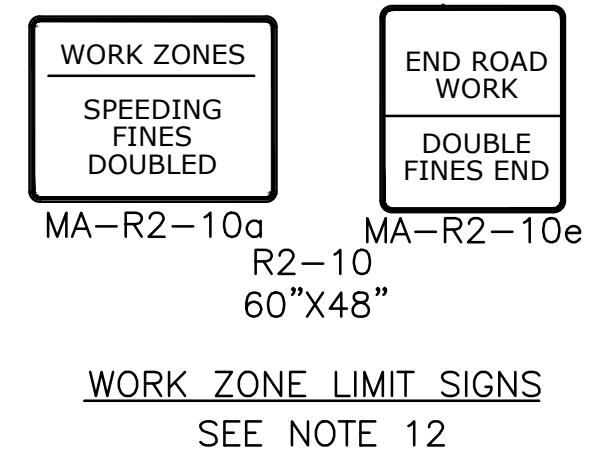 WORK ZONES
SPEEDING
FINES
DOUBLED
MA-R2-10a
END ROAD
WORK
DOUBLE
FINES END
MA-R2-10e
R2-10
60"X48"
WORK ZONE LIMIT SIGNS
SEE NOTE 12